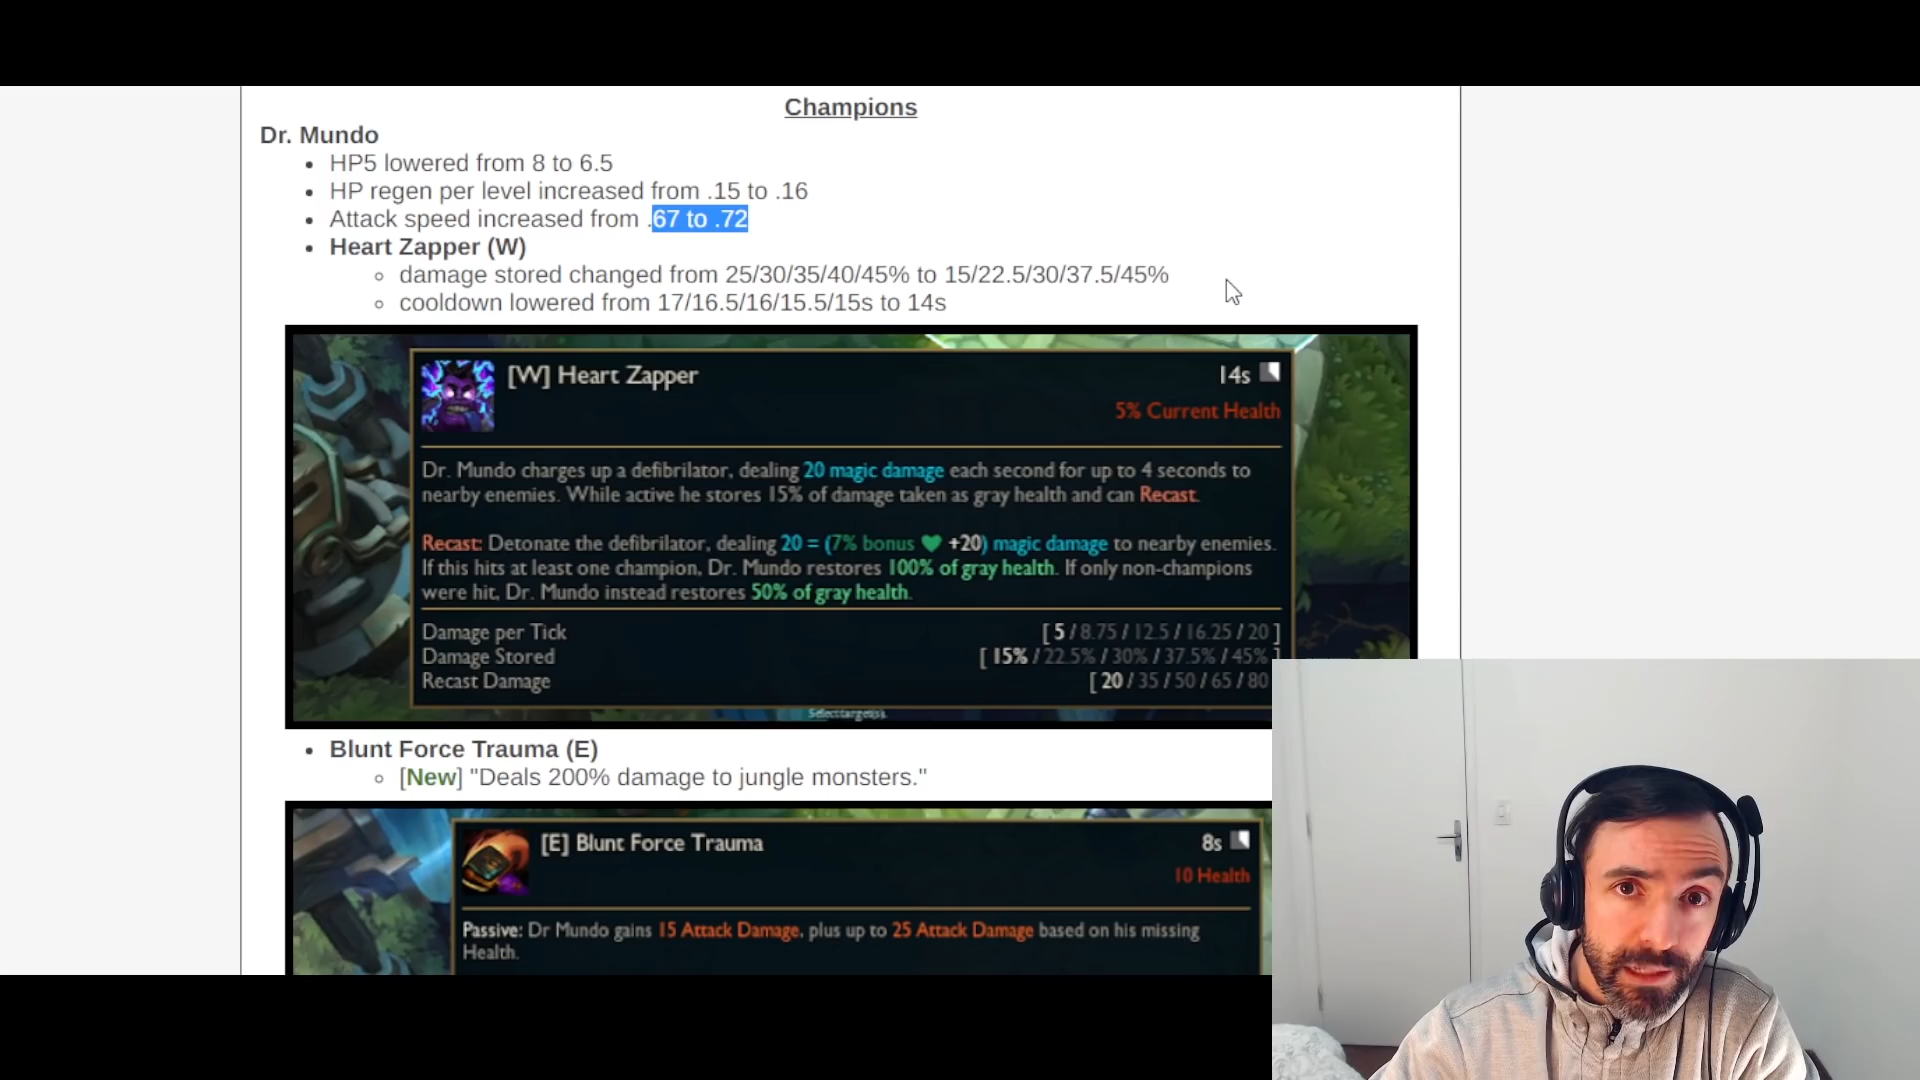 Champions
Dr. Mundo
• HP5 lowered from 8 to 6.5
• HP regen per level increased from .15 to .16
• Attack speed increased from .67 to .72
• Heart Zapper (W)
◦ damage stored changed from 25/30/35/40/45% to 15/22.5/30/37.5/45%
◦ cooldown lowered from 17/16.5/16/15.5/15s to 14s
[W] Heart Zapper 14s
5% Current Health
Dr. Mundo charges up a defibrilator, dealing 20 magic damage each second for up to 4 seconds to
nearby enemies. While active he stores 15% of damage taken as gray health and can Recast.
Recast: Detonate the defibrilator, dealing 20 = (7% bonus +20) magic damage to nearby enemies.
If this hits at least one champion, Dr. Mundo restores 100% of gray health. If only non-champions
were hit, Dr. Mundo instead restores 50% of gray health.
Damage per Tick [ 5 / 8.75 / 12.5 / 16.25 / 20 ]
Damage Stored [ 15% / 22.5% / 30% / 37.5% / 45% ]
Recast Damage [ 20 / 35 / 50 / 65 / 80
• Blunt Force Trauma (E)
◦ [New] "Deals 200% damage to jungle monsters."
[E] Blunt Force Trauma 8s
10 Health
Passive: Dr Mundo gains 15 Attack Damage, plus up to 25 Attack Damage based on his missing
Health.